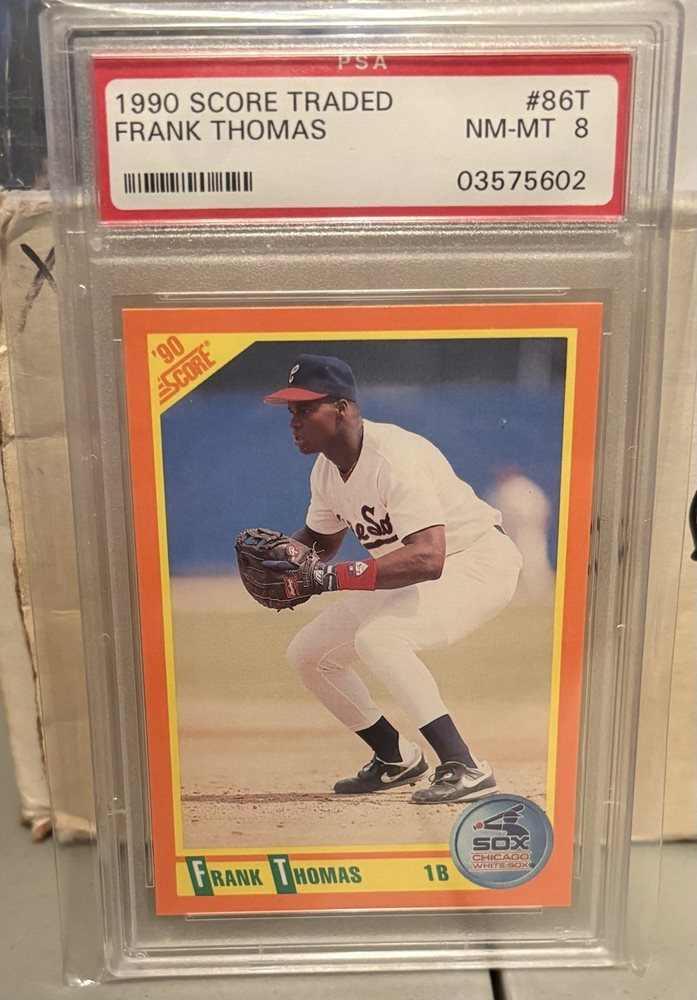 PSA
1990 SCORE TRADED #86T
FRANK THOMAS NM-MT 8
03575602
'90
SCORE®
FRANK THOMAS 1B
SOX
CHICAGO
WHITE SOX